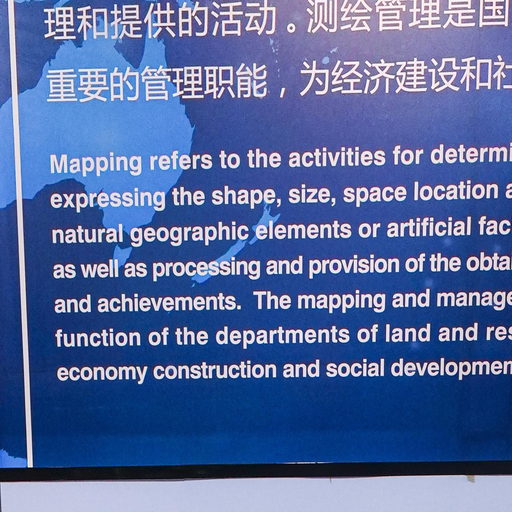 理和提供的活动。测绘管理是国
重要的管理职能，为经济建设和社
Mapping refers to the activities for determi
expressing the shape, size, space location a
natural geographic elements or artificial fac
as well as processing and provision of the obta
and achievements. The mapping and manage
function of the departments of land and res
economy construction and social developmen